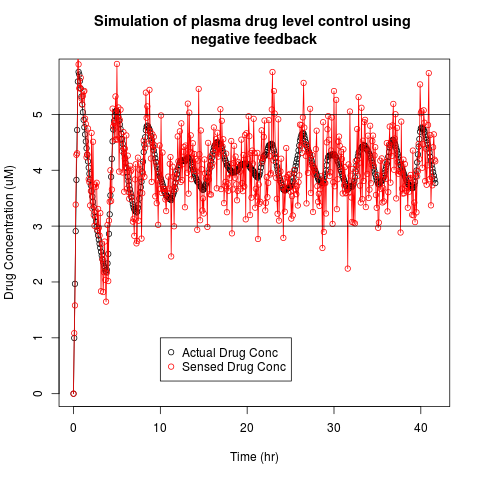 Simulation of plasma drug level control using
negative feedback
Drug Concentration (uM)
5
4
3
2
1
0
Actual Drug Conc
Sensed Drug Conc
0 10 20 30 40
Time (hr)